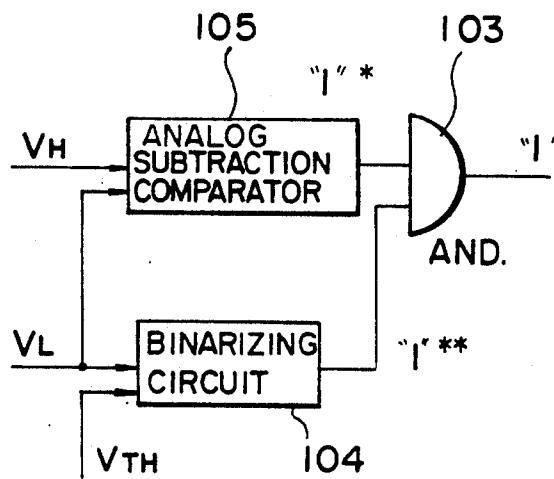 105
103
"1" *
ANALOG
SUBTRACTION
COMPARATOR
VH
"1"
AND.
VL
BINARIZING
CIRCUIT
"1" **
VTH
104